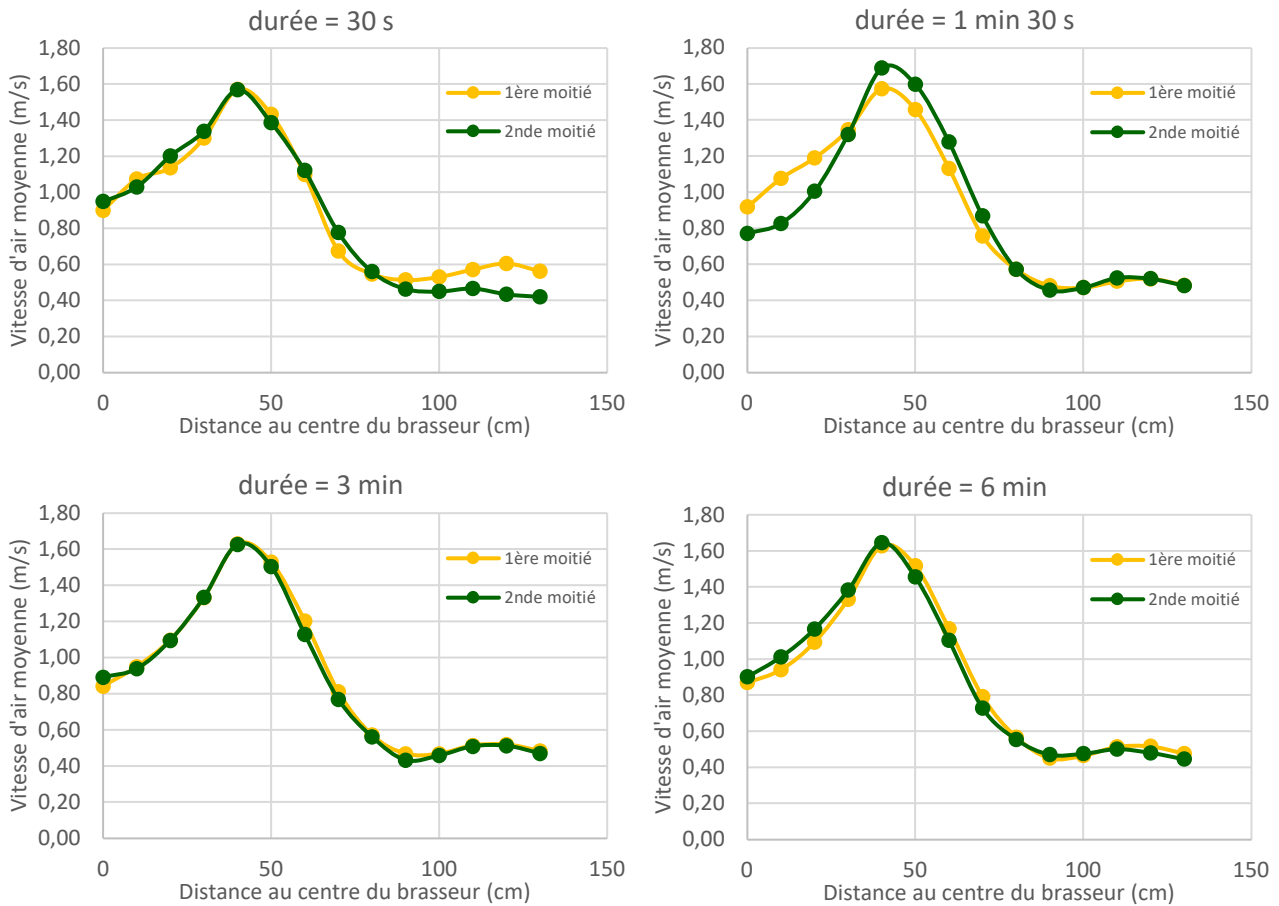 durée = 30 s
Vitesse d'air moyenne (m/s)
1,80
1,60
1,40
1,20
1,00
0,80
0,60
0,40
0,20
0,00
1ère moitié
2nde moitié
0 50 100 150
Distance au centre du brasseur (cm)
durée = 1 min 30 s
Vitesse d'air moyenne (m/s)
1,80
1,60
1,40
1,20
1,00
0,80
0,60
0,40
0,20
0,00
1ère moitié
2nde moitié
0 50 100 150
Distance au centre du brasseur (cm)
durée = 3 min
Vitesse d'air moyenne (m/s)
1,80
1,60
1,40
1,20
1,00
0,80
0,60
0,40
0,20
0,00
1ère moitié
2nde moitié
0 50 100 150
Distance au centre du brasseur (cm)
durée = 6 min
Vitesse d'air moyenne (m/s)
1,80
1,60
1,40
1,20
1,00
0,80
0,60
0,40
0,20
0,00
1ère moitié
2nde moitié
0 50 100 150
Distance au centre du brasseur (cm)